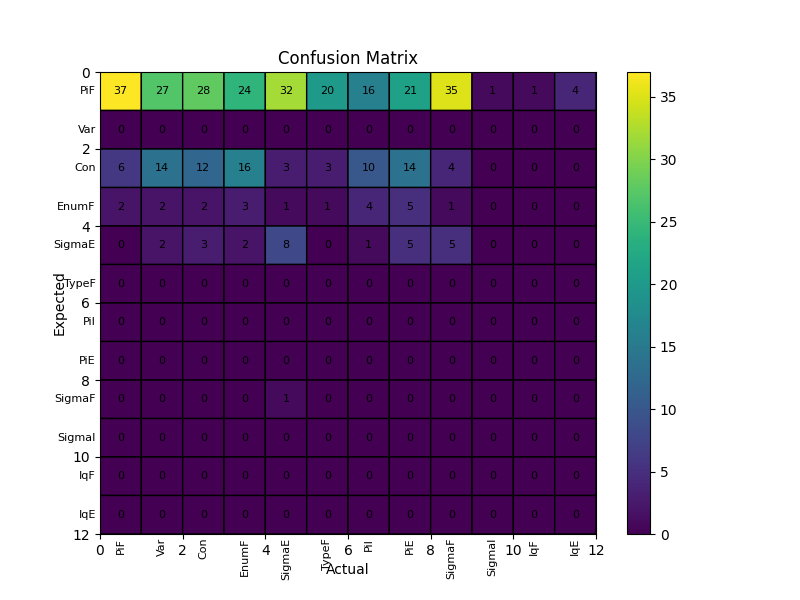 Confusion Matrix
0
PiF 37 27 28 24 32 20 16 21 35 1 1 4
Var 0 0 0 0 0 0 0 0 0 0 0 0
2
Con 6 14 12 16 3 3 10 14 4 0 0 0
EnumF 2 2 2 3 1 1 4 5 1 0 0 0
4
SigmaE 0 2 3 2 8 0 1 5 5 0 0 0
TypeF 0 0 0 0 0 0 0 0 0 0 0 0
6
PiI 0 0 0 0 0 0 0 0 0 0 0 0
PiE 0 0 0 0 0 0 0 0 0 0 0 0
8
SigmaF 0 0 0 0 1 0 0 0 0 0 0 0
SigmaI 0 0 0 0 0 0 0 0 0 0 0 0
10
IqF 0 0 0 0 0 0 0 0 0 0 0 0
IqE 0 0 0 0 0 0 0 0 0 0 0 0
12
Expected
0 2 4 6 8 10 12
PiF Var Con EnumF SigmaE TypeF PiI PiE SigmaF SigmaI IqF IqE
Actual
35
30
25
20
15
10
5
0